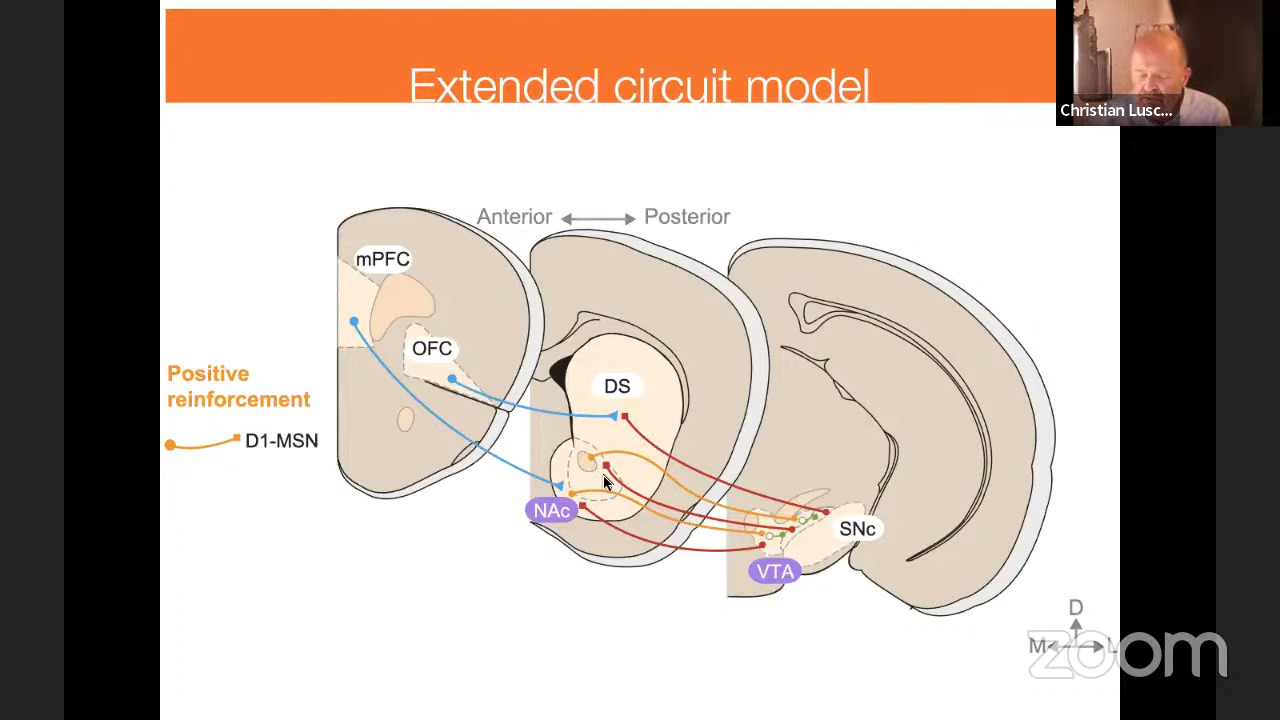 Extended circuit model
Christian Lusc...
Anterior
Posterior
mPFC
OFC
DS
Positive
reinforcement
D1-MSN
NAc
SNc
VTA
D
M
L
zoom